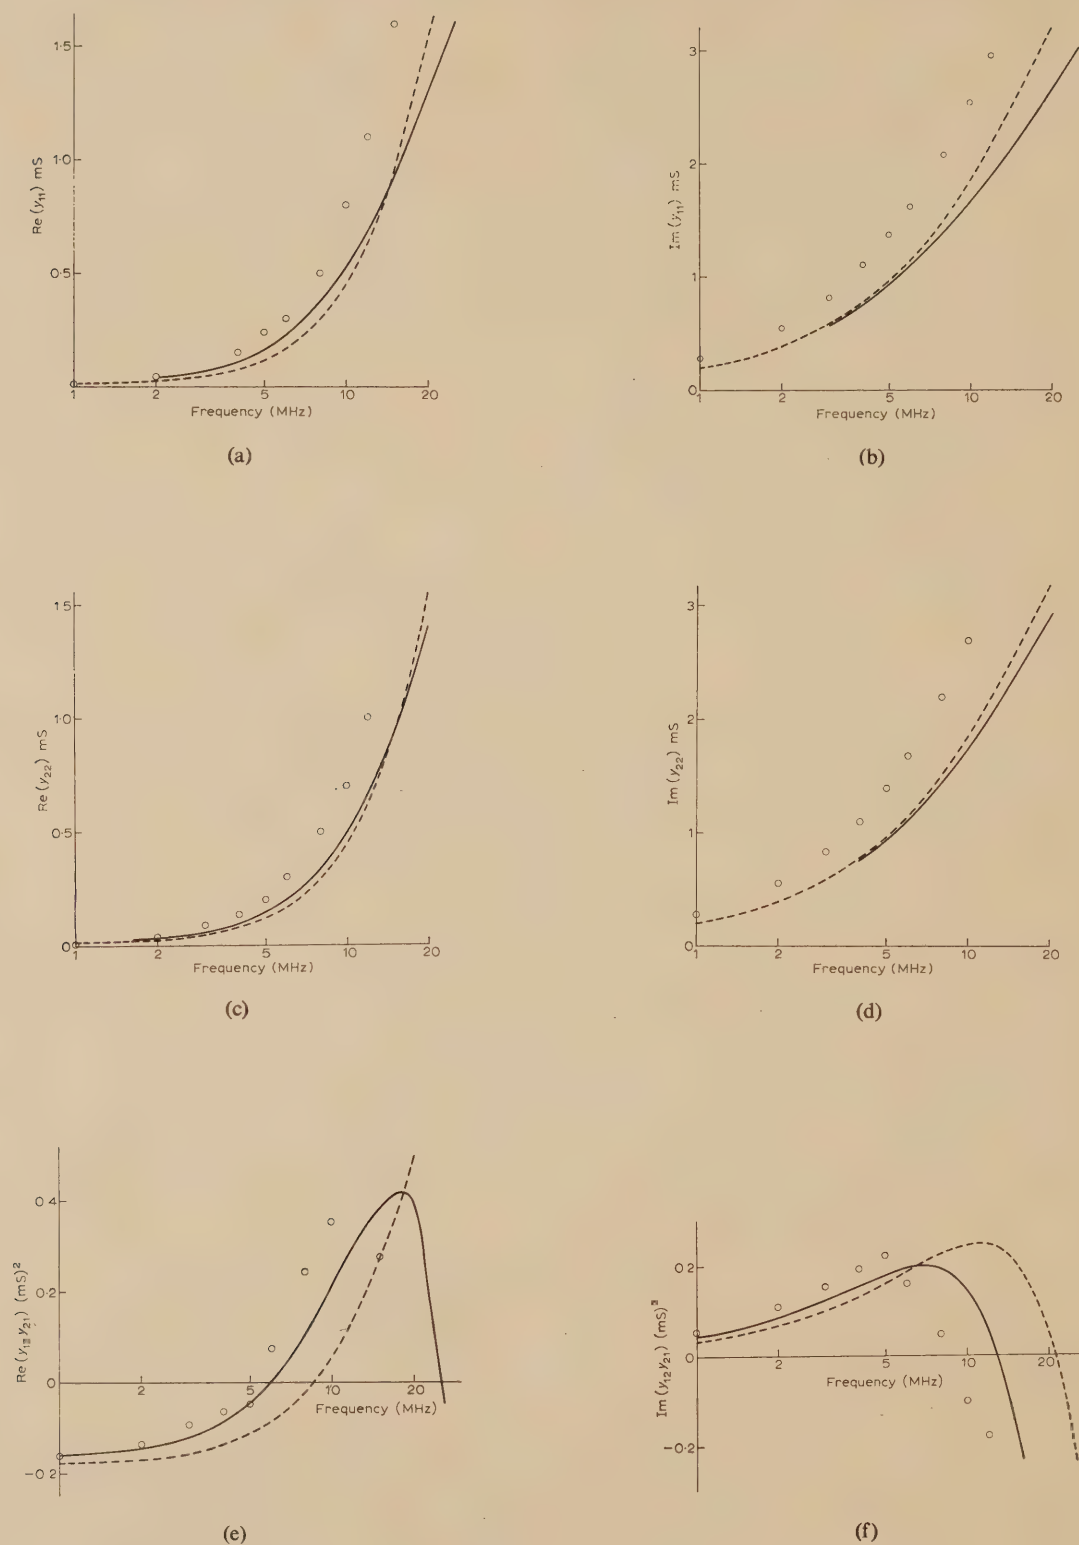 1·5
1·0
0·5
0
Re (y11) mS
1 2 5 10 20
Frequency (MHz)
(a)
3
2
1
0
Im (y11) mS
1 2 5 10 20
Frequency (MHz)
(b)
1·5
1·0
0·5
0
Re (y22) mS
1 2 5 10 20
Frequency (MHz)
(c)
3
2
1
0
Im (y22) mS
1 2 5 10 20
Frequency (MHz)
(d)
0·4
0·2
0
−0·2
Re (y12 y21) (mS)²
2 5 10 20
Frequency (MHz)
(e)
0·2
0
−0·2
Im (y12 y21) (mS)²
2 5 10 20
Frequency (MHz)
(f)